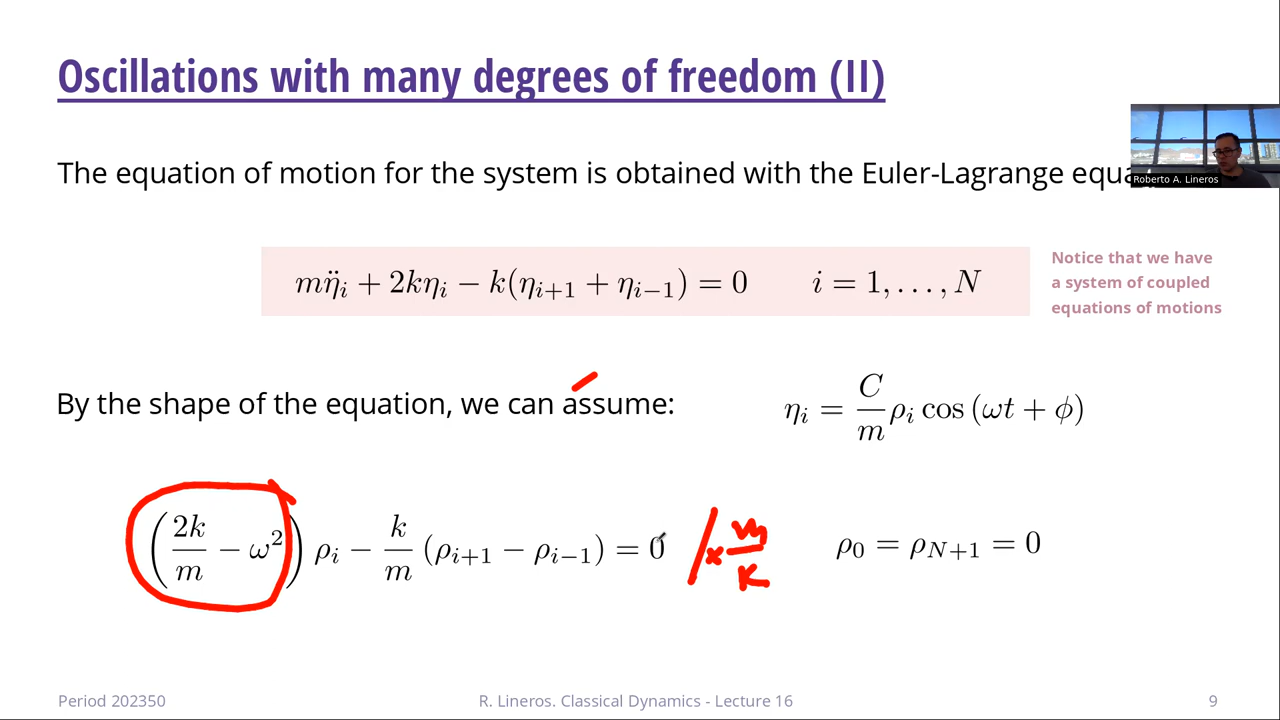 Oscillations with many degrees of freedom (II)
The equation of motion for the system is obtained with the Euler-Lagrange
Roberto A. Lineros
mη̈ᵢ + 2kηᵢ − k(ηᵢ₊₁ + ηᵢ₋₁) = 0 i = 1, . . . , N
Notice that we have
a system of coupled
equations of motions
By the shape of the equation, we can assume:
ηᵢ = C/m ρᵢ cos (ωt + ϕ)
(2k/m − ω²) ρᵢ − k/m (ρᵢ₊₁ − ρᵢ₋₁) = 0
/ x m/k
ρ₀ = ρ_{N+1} = 0
Period 202350
R. Lineros. Classical Dynamics - Lecture 16
9